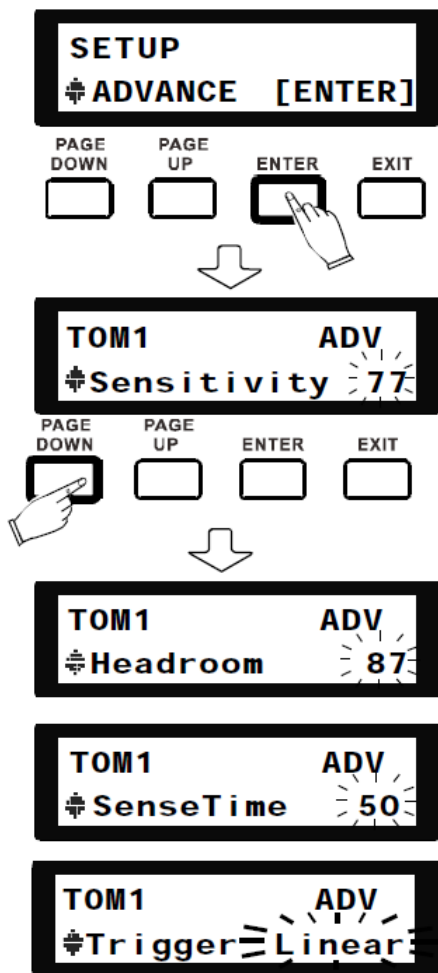 SETUP
ADVANCE [ENTER]
PAGE DOWN PAGE UP ENTER EXIT
TOM1 ADV
Sensitivity 77
PAGE DOWN PAGE UP ENTER EXIT
TOM1 ADV
Headroom 87
TOM1 ADV
SenseTime 50
TOM1 ADV
Trigger Linear